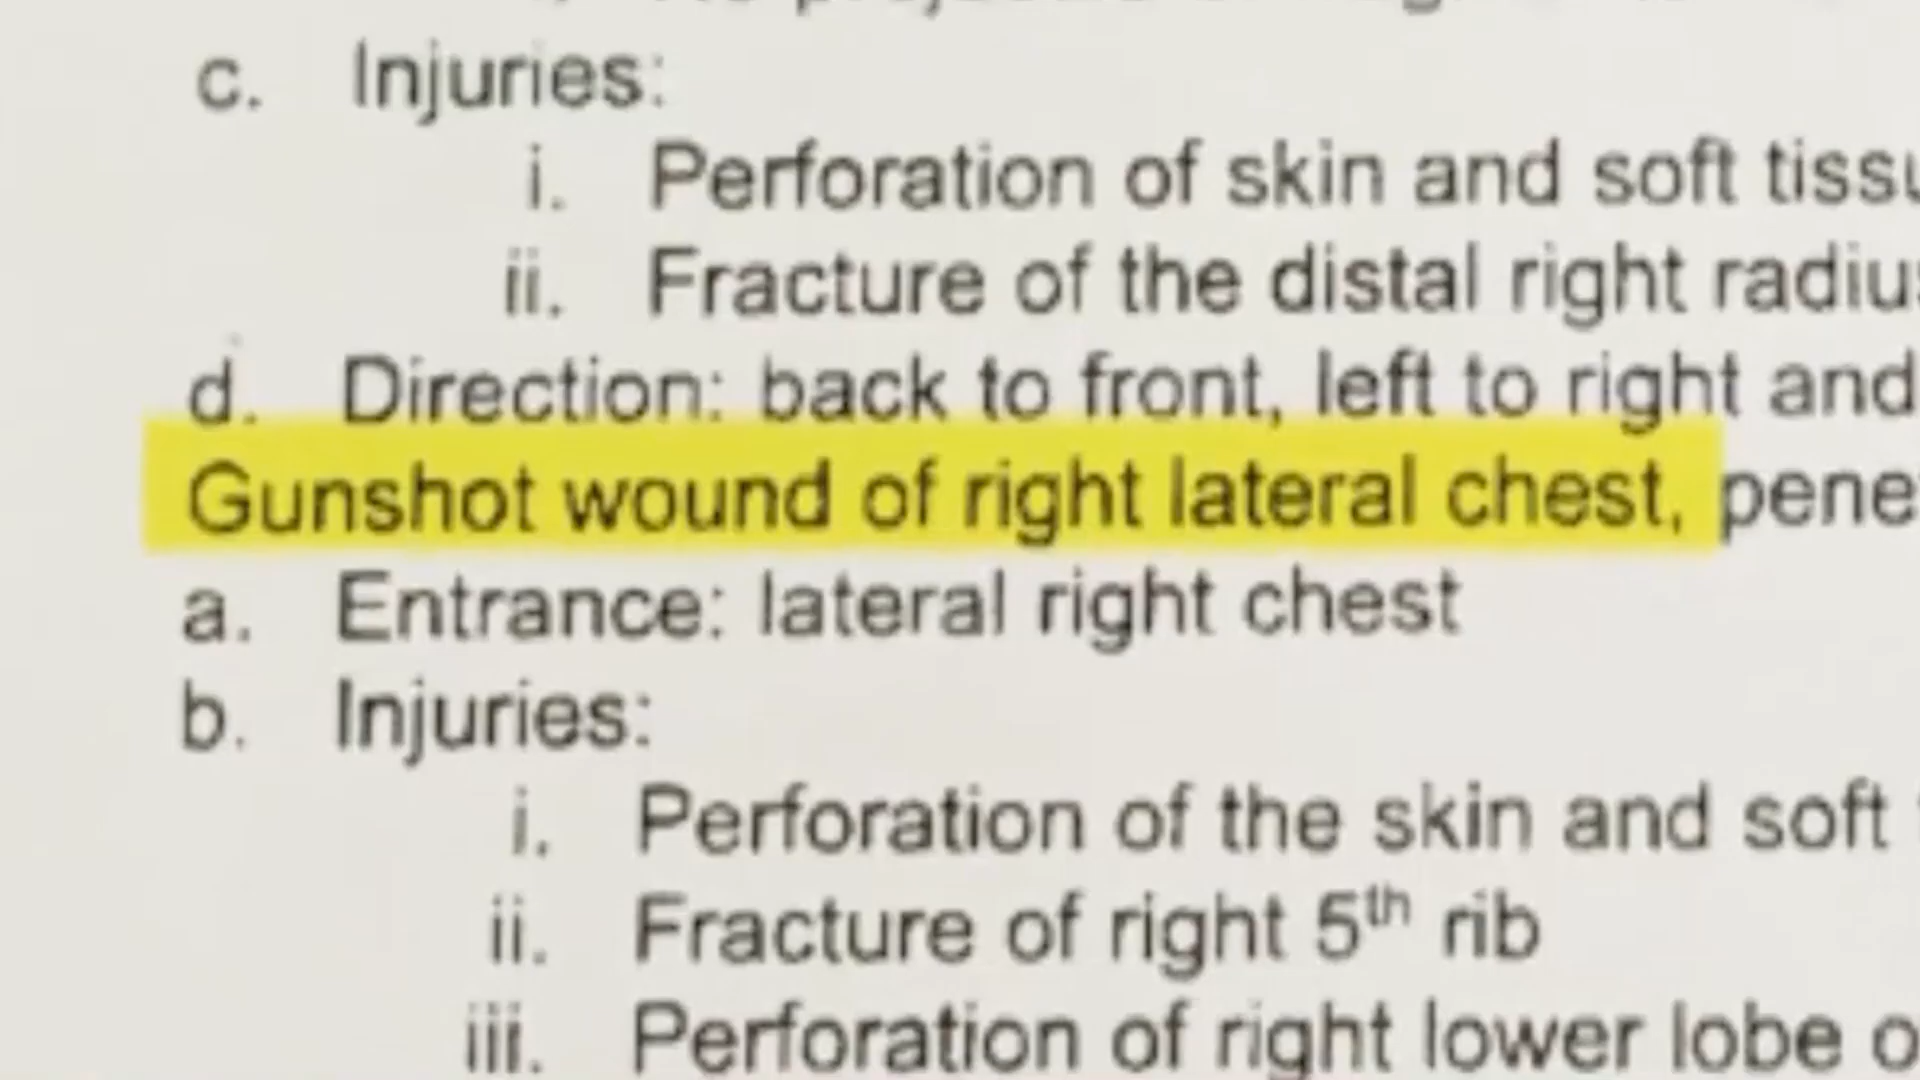 c. Injuries:
i. Perforation of skin and soft
ii. Fracture of the distal right
d. Direction: back to front, left to right and
Gunshot wound of right lateral chest,
a. Entrance: lateral right chest
b. Injuries:
i. Perforation of the skin and soft
ii. Fracture of right 5th rib
iii. Perforation of right lower lobe